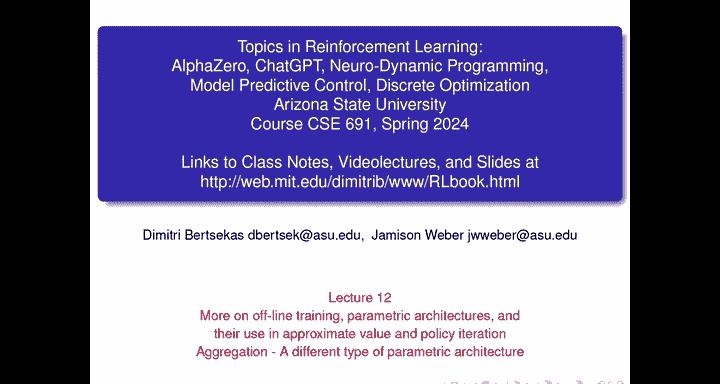 Topics in Reinforcement Learning:
AlphaZero, ChatGPT, Neuro-Dynamic Programming,
Model Predictive Control, Discrete Optimization
Arizona State University
Course CSE 691, Spring 2024
Links to Class Notes, Videolectures, and Slides at
http://web.mit.edu/dimitrib/www/RLbook.html
Dimitri Bertsekas dbertsek@asu.edu, Jamison Weber jwweber@asu.edu
Lecture 12
More on off-line training, parametric architectures, and
their use in approximate value and policy iteration
Aggregation - A different type of parametric architecture